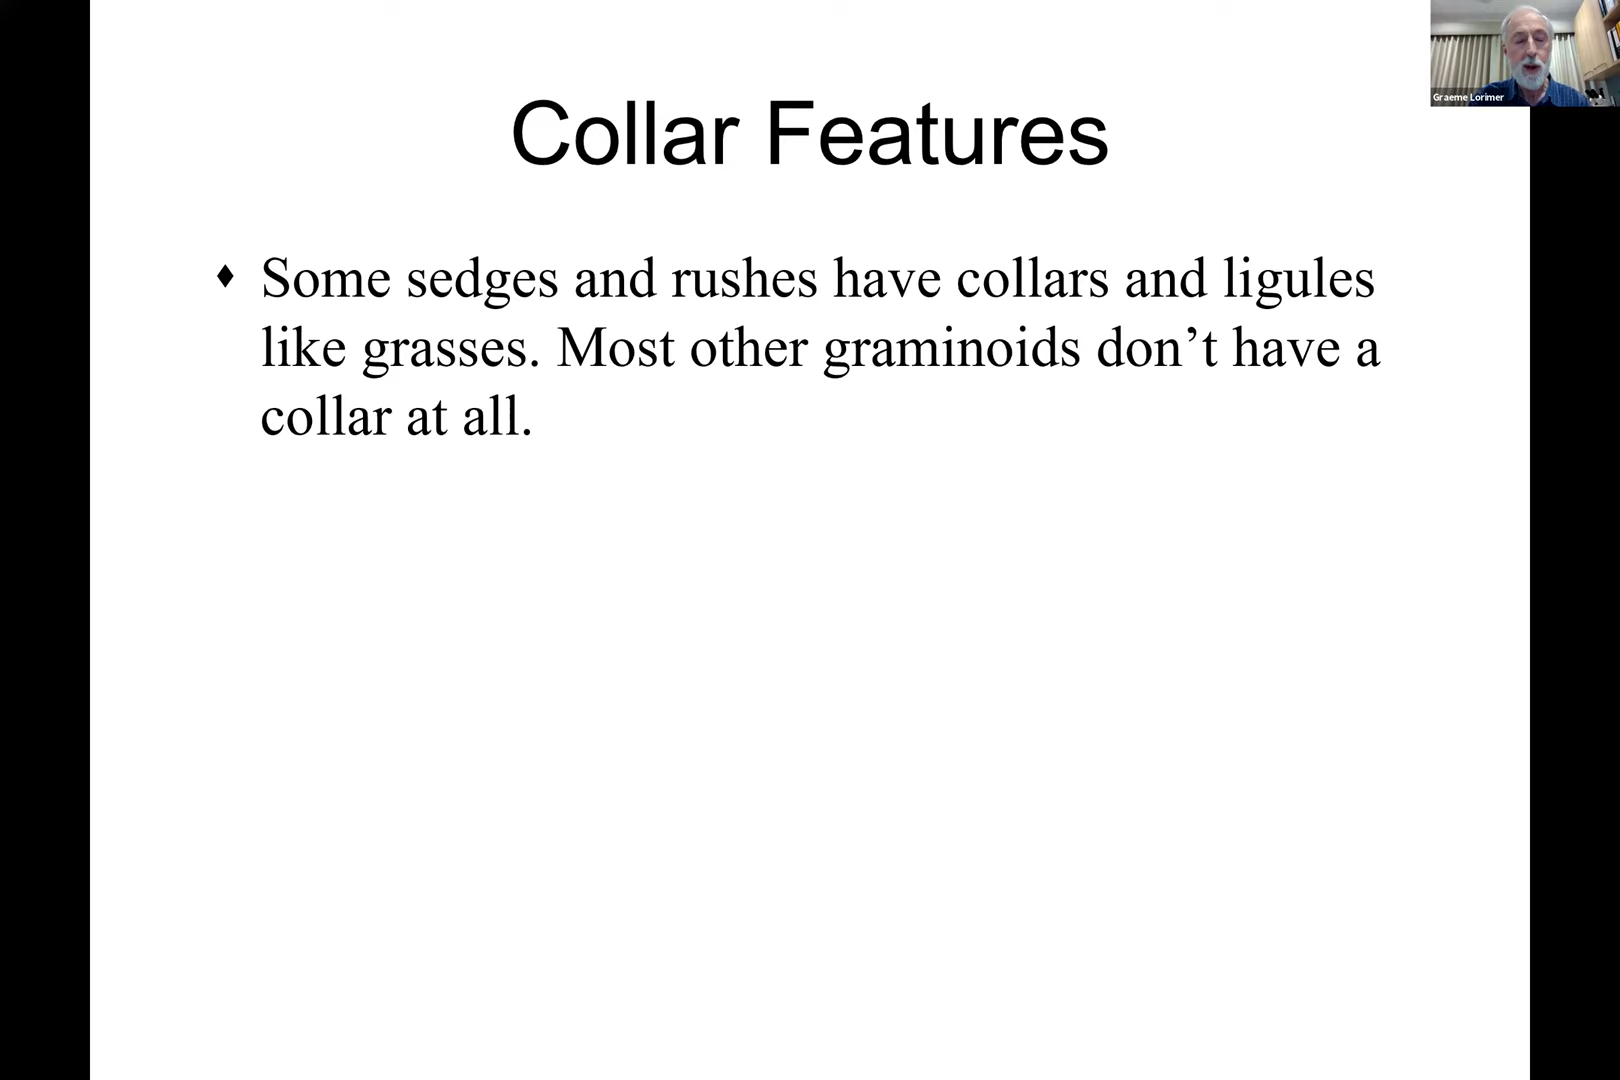 Graeme Lorimer
Collar Features
♦ Some sedges and rushes have collars and ligules
like grasses. Most other graminoids don’t have a
collar at all.